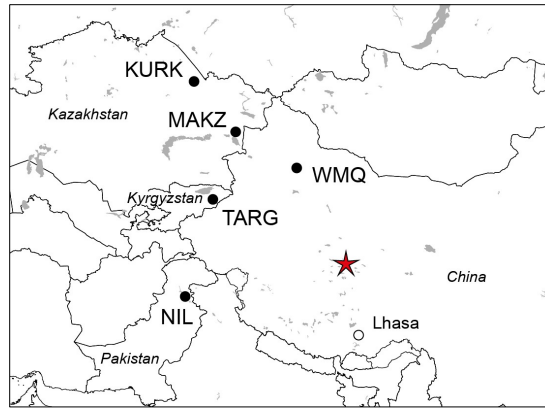 KURK
Kazakhstan
MAKZ
WMQ
Kyrgyzstan
TARG
China
NIL
Lhasa
Pakistan